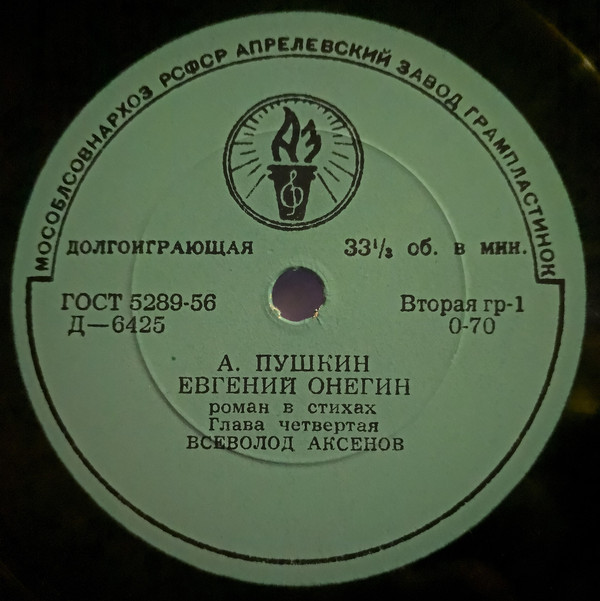 МОСОБЛСОВНАРХОЗ РСФСР АПРЕЛЕВСКИЙ ЗАВОД ГРАМПЛАСТИНОК
АЗ
ДОЛГОИГРАЮЩАЯ 33⅓ об. в мин.
ГОСТ 5289-56 Вторая гр-1
Д—6425 0-70
А. ПУШКИН
ЕВГЕНИЙ ОНЕГИН
роман в стихах
Глава четвертая
ВСЕВОЛОД АКСЕНОВ